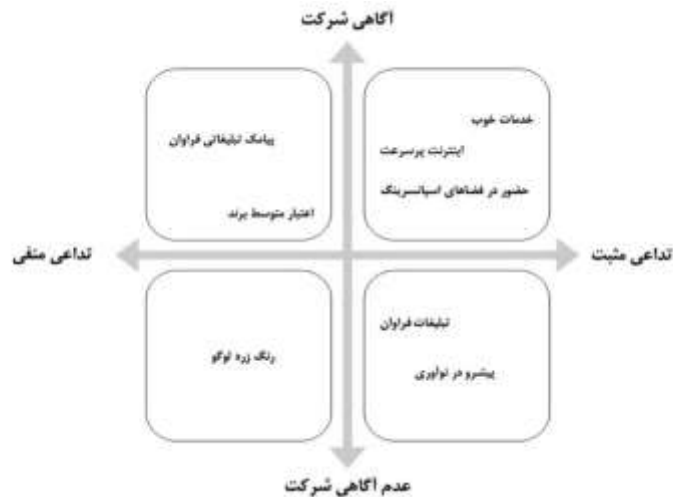 آگاهی شرکت
خدمات خوب
اینترنت پرسرعت
حضور در فضاهای اسپانسرینگ
پیامک تبلیغاتی فراوان
اعتبار متوسط برند
تداعی مثبت
تداعی منفی
تبلیغات فراوان
پیشرو در نوآوری
رنگ زرد لوگو
عدم آگاهی شرکت